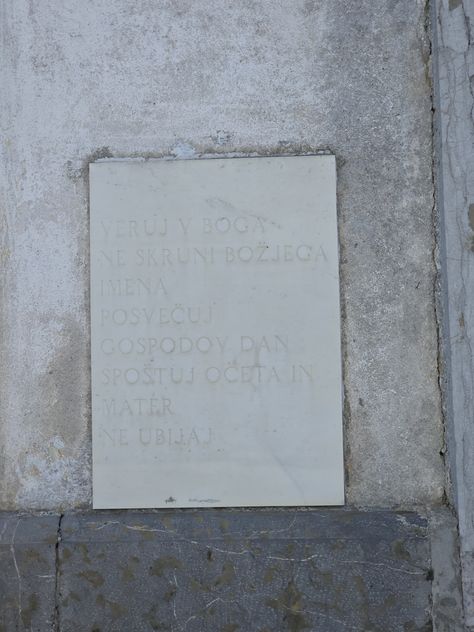 VERUJ V BOGA
NE SKRUNI BOŽJEGA
IMENA
POSVEČUJ
GOSPODOV DAN
SPOŠTUJ OČETA IN
MATER
NE UBIJAJ